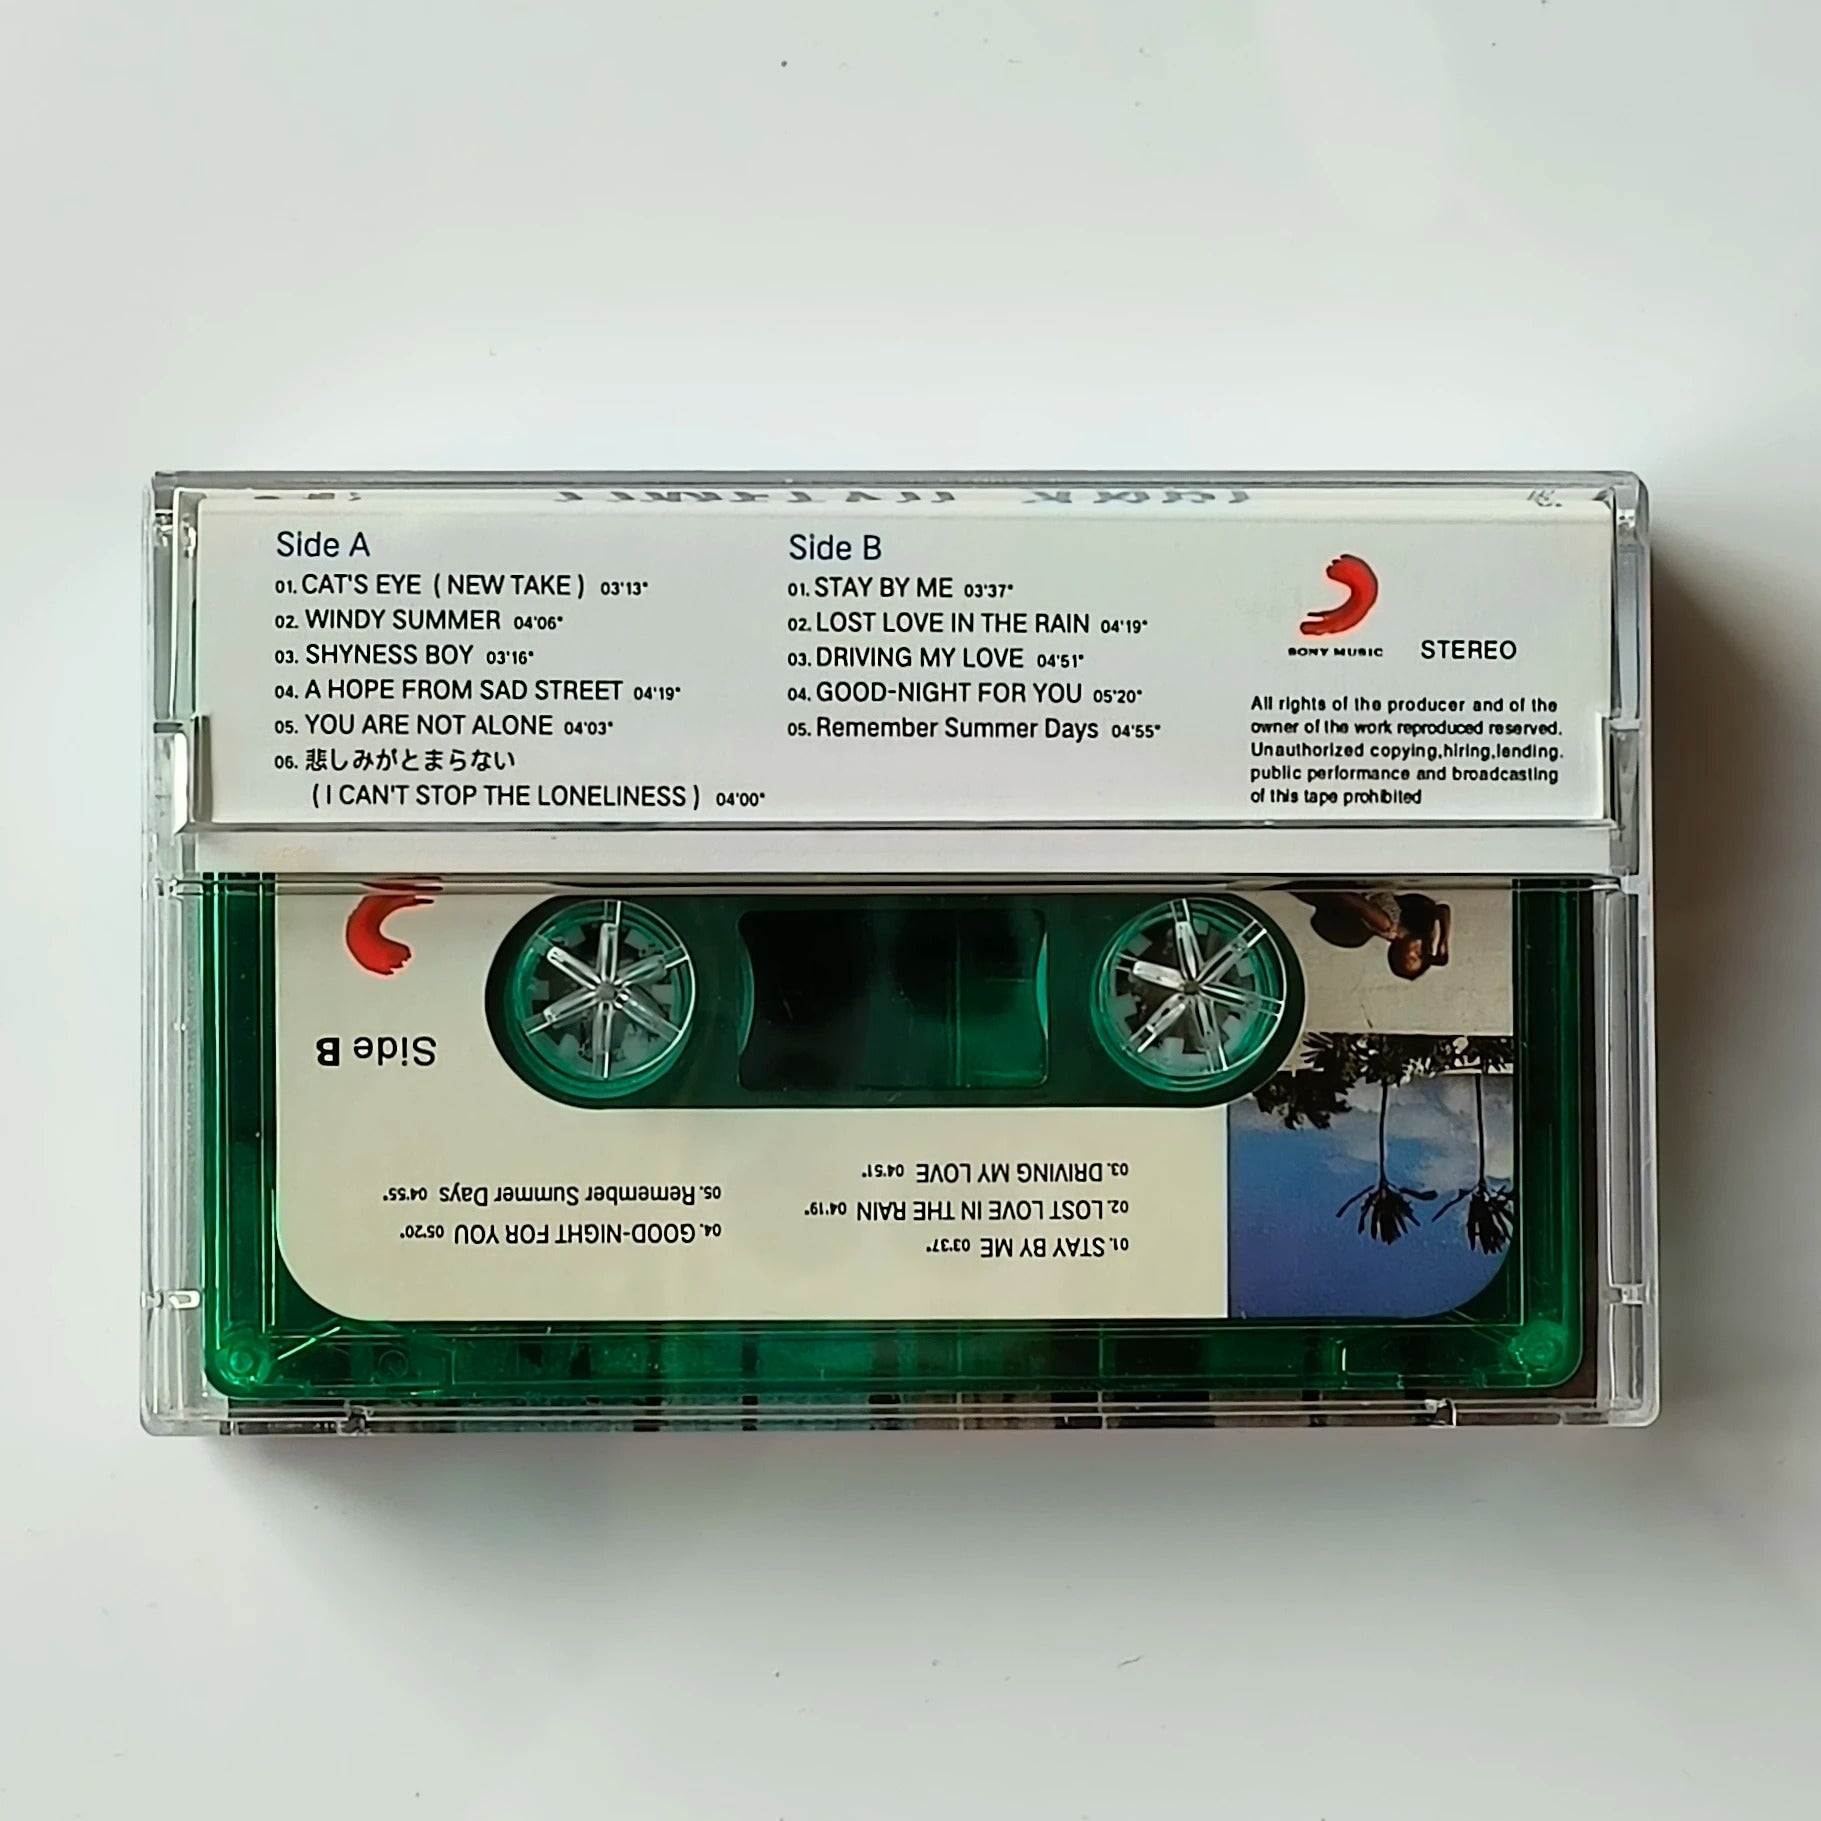 Side A
01. CAT'S EYE ( NEW TAKE ) 03'13"
02. WINDY SUMMER 04'06"
03. SHYNESS BOY 03'16"
04. A HOPE FROM SAD STREET 04'19"
05. YOU ARE NOT ALONE 04'03"
06. 悲しみがとまらない
( I CAN'T STOP THE LONELINESS ) 04'00"
Side B
01. STAY BY ME 03'37"
02. LOST LOVE IN THE RAIN 04'19"
03. DRIVING MY LOVE 04'51"
04. GOOD-NIGHT FOR YOU 05'20"
05. Remember Summer Days 04'55"
SONY MUSIC
STEREO
All rights of the producer and of the
owner of the work reproduced reserved.
Unauthorized copying,hiring,lending.
public performance and broadcasting
of this tape prohibited
Side B
01. STAY BY ME 03'37"
02. LOST LOVE IN THE RAIN 04'19"
03. DRIVING MY LOVE 04'51"
04. GOOD-NIGHT FOR YOU 05'20"
05. Remember Summer Days 04'55"